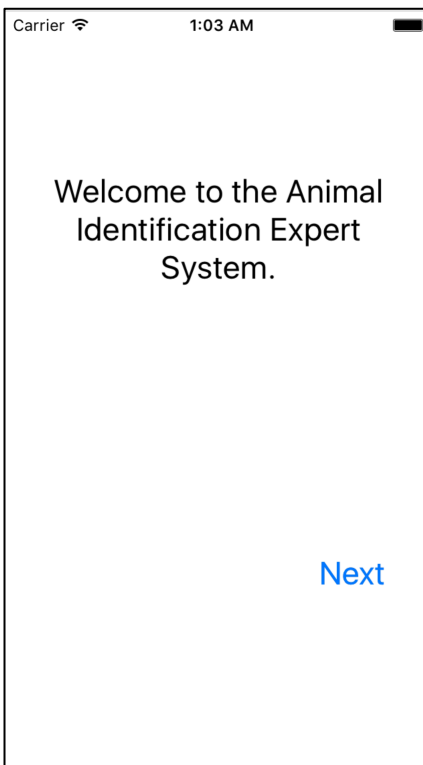 Carrier 1:03 AM
Welcome to the Animal
Identification Expert
System.
Next